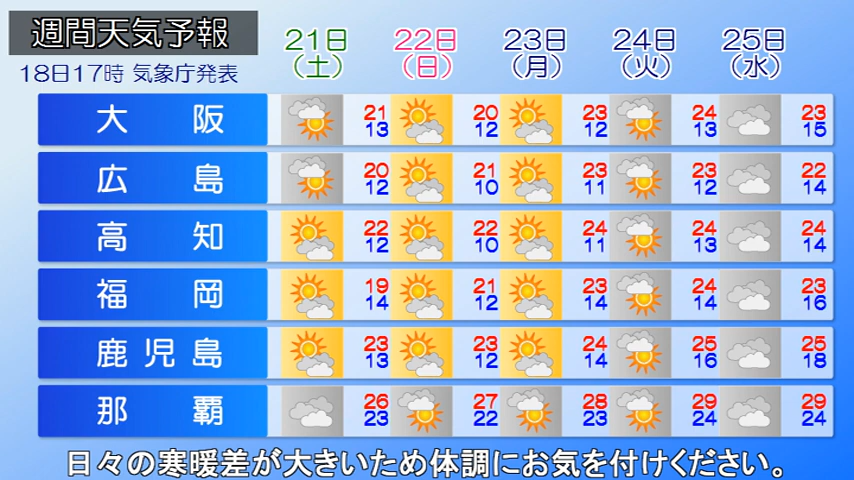 週間天気予報
18日17時 気象庁発表
21日 22日 23日 24日 25日
（土） （日） （月） （火） （水）
大阪 21 13 20 12 23 12 24 13 23 15
広島 20 12 21 10 23 11 23 12 22 14
高知 22 12 22 10 24 11 24 13 24 14
福岡 19 14 21 12 23 14 24 14 23 16
鹿児島 23 13 23 12 24 14 25 16 25 18
那覇 26 23 27 22 28 23 29 24 29 24
日々の寒暖差が大きいため体調にお気を付けください。